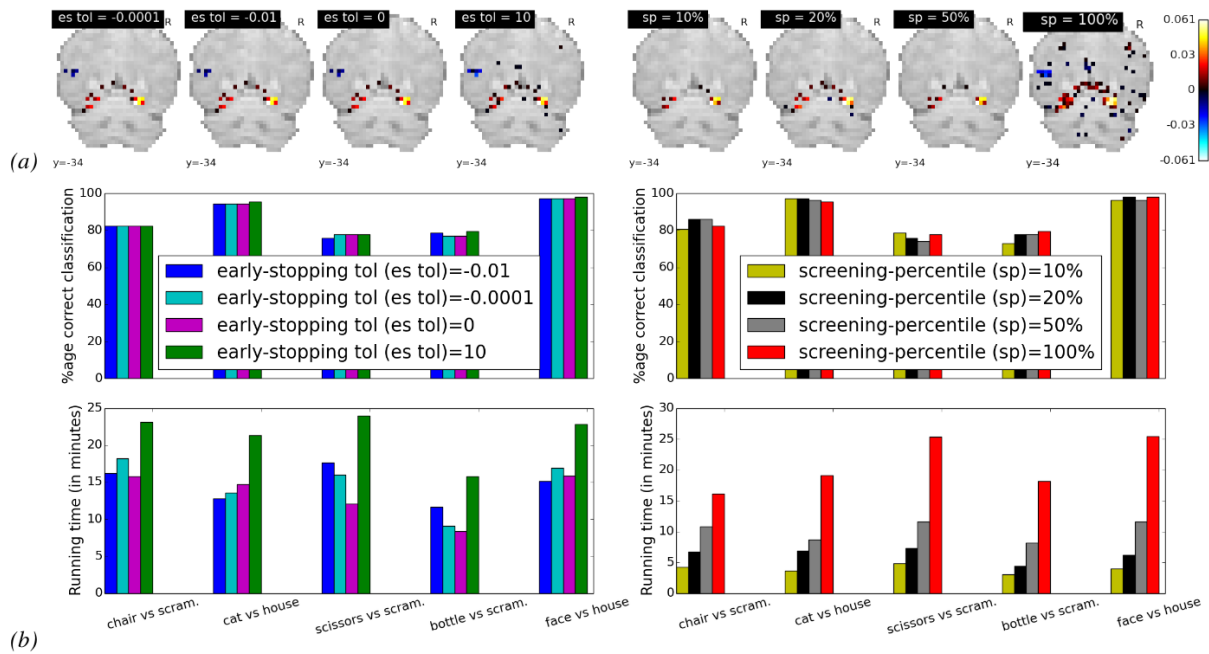 es tol = -0.0001
R
es tol = -0.01
R
es tol = 0
R
es tol = 10
R
sp = 10%
R
sp = 20%
R
sp = 50%
R
sp = 100%
R
0.061
0.03
0
-0.03
-0.061
(a)
y=-34
y=-34
y=-34
y=-34
y=-34
y=-34
y=-34
y=-34
%age correct classification
100
80
60
40
20
0
early-stopping tol (es tol)=-0.01
early-stopping tol (es tol)=-0.0001
early-stopping tol (es tol)=0
early-stopping tol (es tol)=10
%age correct classification
100
80
60
40
20
0
screening-percentile (sp)=10%
screening-percentile (sp)=20%
screening-percentile (sp)=50%
screening-percentile (sp)=100%
Running time (in minutes)
25
20
15
10
5
0
chair vs scram.
cat vs house
scissors vs scram.
bottle vs scram.
face vs house
Running time (in minutes)
30
25
20
15
10
5
0
chair vs scram.
cat vs house
scissors vs scram.
bottle vs scram.
face vs house
(b)